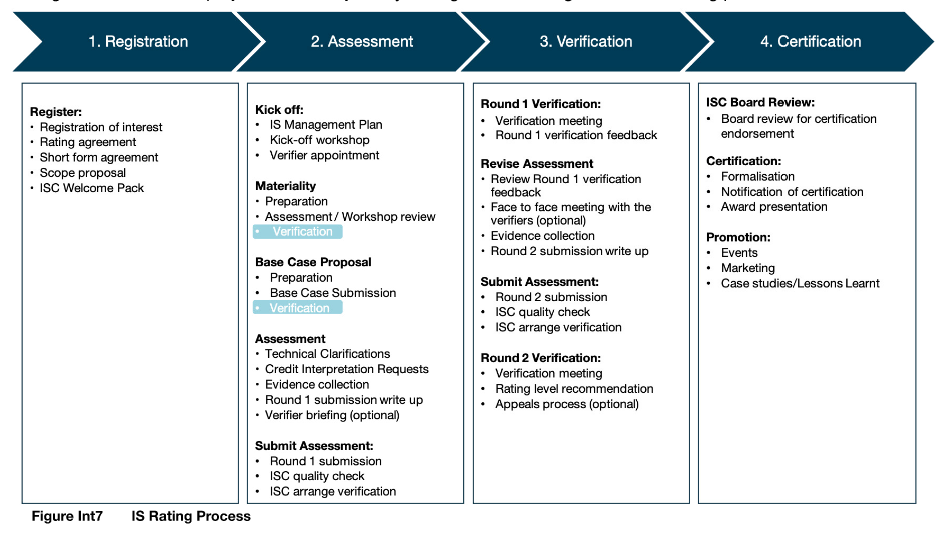 1. Registration
2. Assessment
3. Verification
4. Certification
Register:
• Registration of interest
• Rating agreement
• Short form agreement
• Scope proposal
• ISC Welcome Pack
Kick off:
• IS Management Plan
• Kick-off workshop
• Verifier appointment
Materiality
• Preparation
• Assessment / Workshop review
• Verification
Base Case Proposal
• Preparation
• Base Case Submission
• Verification
Assessment
• Technical Clarifications
• Credit Interpretation Requests
• Evidence collection
• Round 1 submission write up
• Verifier briefing (optional)
Submit Assessment:
• Round 1 submission
• ISC quality check
• ISC arrange verification
Round 1 Verification:
• Verification meeting
• Round 1 verification feedback
Revise Assessment
• Review Round 1 verification
feedback
• Face to face meeting with the
verifiers (optional)
• Evidence collection
• Round 2 submission write up
Submit Assessment:
• Round 2 submission
• ISC quality check
• ISC arrange verification
Round 2 Verification:
• Verification meeting
• Rating level recommendation
• Appeals process (optional)
ISC Board Review:
• Board review for certification
endorsement
Certification:
• Formalisation
• Notification of certification
• Award presentation
Promotion:
• Events
• Marketing
• Case studies/Lessons Learnt
Figure Int7 IS Rating Process